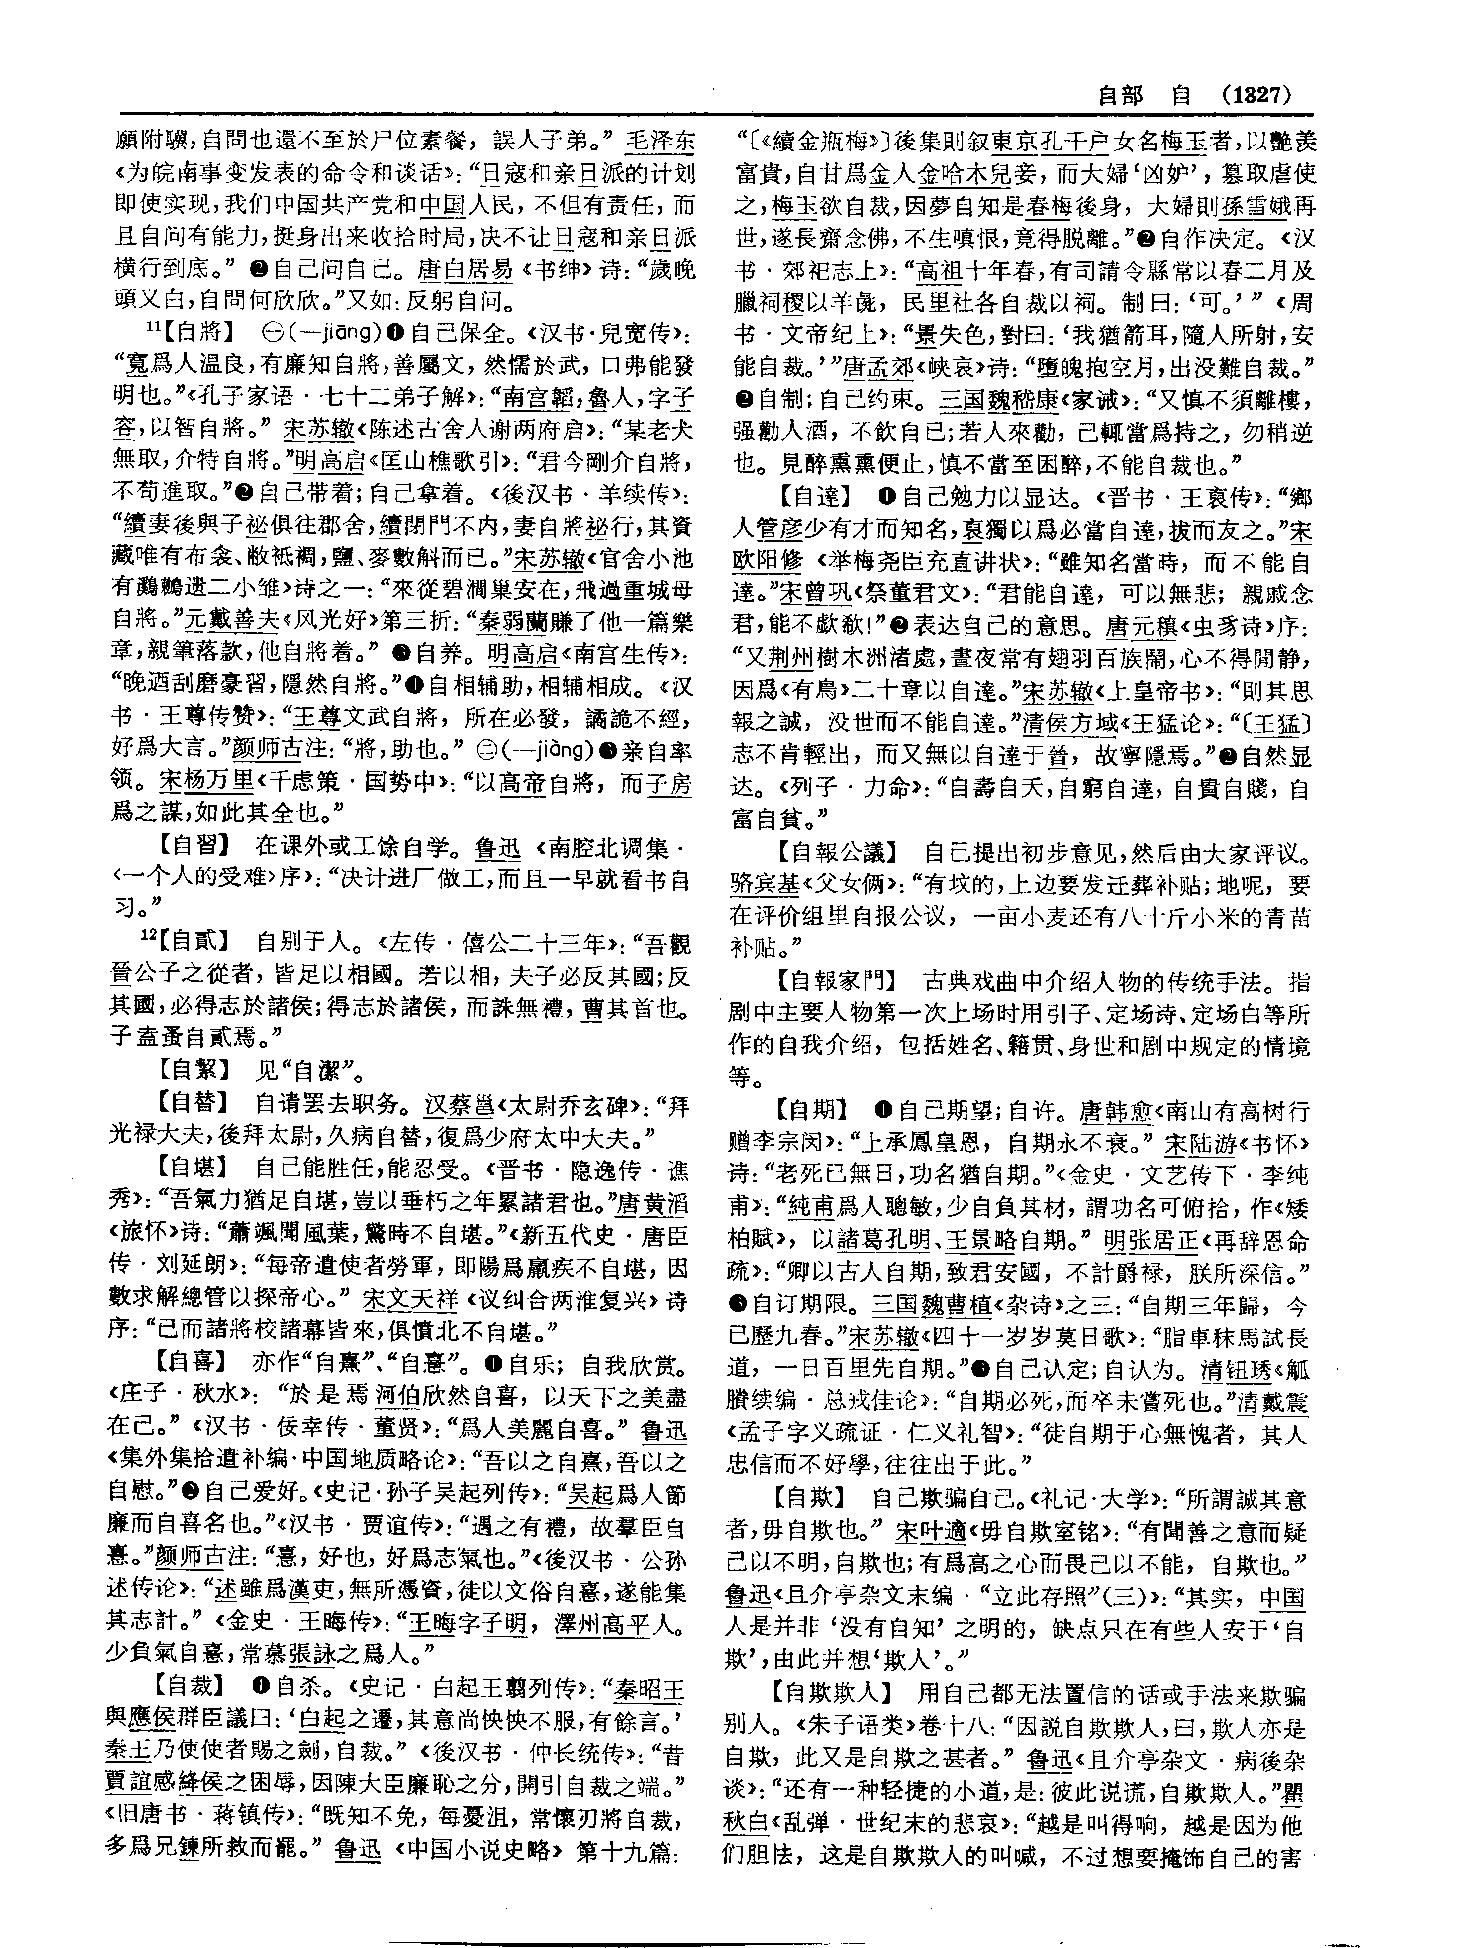 自部 自 (1327)
願附驥，自問也還不至於尸位素餐，誤人子弟。”毛泽东
《为皖南事变发表的命令和谈话》：“日寇和亲日派的计划
即使实现，我们中国共产党和中国人民，不但有责任，而
且自问有能力，挺身出来收拾时局，决不让日寇和亲日派
横行到底。”❷自己问自己。唐白居易《书绅》诗：“歲晚
頭又白，自問何欣欣。”又如：反躬自问。
11【自將】 ㊀(—jiāng)❶自己保全。《汉书·兒宽传》：
“寬爲人温良，有廉知自將，善屬文，然懦於武，口弗能發
明也。”《孔子家语·七十二弟子解》：“南宫韜，魯人，字子
容，以智自將。”宋苏辙《陈述古舍人谢两府启》：“某老大
無取，介特自將。”明高启《匡山樵歌引》：“君今剛介自將，
不苟進取。”❷自己带着；自己拿着。《後汉书·羊续传》：
“續妻後與子祕俱往郡舍，續閉門不内，妻自將祕行，其資
藏唯有布衾、敝衹裯，鹽、麥數斛而已。”宋苏辙《官舍小池
有鸂鶒遗二小雏》诗之一：“來從碧澗巢安在，飛過重城母
自將。”元戴善夫《风光好》第三折：“秦弱蘭賺了他一篇樂
章，親筆落款，他自將着。”❸自养。明高启《南宫生传》：
“晚迺刮磨豪習，隱然自將。”❹自相辅助，相辅相成。《汉
书·王尊传赞》：“王尊文武自將，所在必發，譎詭不經，
好爲大言。”颜师古注：“將，助也。”㊁(—jiàng)❺亲自率
领。宋杨万里《千虑策·国势中》：“以高帝自將，而子房
爲之謀，如此其全也。”
【自習】 在课外或工馀自学。鲁迅《南腔北调集·
〈一个人的受难〉序》：“决计进厂做工，而且一早就看书自
习。”
12【自貳】 自别于人。《左传·僖公二十三年》：“吾觀
晉公子之從者，皆足以相國。若以相，夫子必反其國；反
其國，必得志於諸侯；得志於諸侯，而誅無禮，曹其首也。
子盍蚤自貳焉。”
【自絜】 见“自潔”。
【自替】 自请罢去职务。汉蔡邕《太尉乔玄碑》：“拜
光禄大夫，後拜太尉，久病自替，復爲少府太中大夫。”
【自堪】 自己能胜任，能忍受。《晋书·隐逸传·谯
秀》：“吾氣力猶足自堪，豈以垂朽之年累諸君也。”唐黄滔
《旅怀》诗：“蕭颯聞風葉，驚時不自堪。”《新五代史·唐臣
传·刘延朗》：“每帝遣使者勞軍，即陽爲羸疾不自堪，因
數求解總管以探帝心。”宋文天祥《议纠合两淮复兴》诗
序：“已而諸將校諸幕皆來，俱憤北不自堪。”
【自喜】 亦作“自熹”、“自憙”。❶自乐；自我欣赏。
《庄子·秋水》：“於是焉河伯欣然自喜，以天下之美盡
在己。”《汉书·佞幸传·董贤》：“爲人美麗自喜。”鲁迅
《集外集拾遗补编·中国地质略论》：“吾以之自熹，吾以之
自慰。”❷自己爱好。《史记·孙子吴起列传》：“吴起爲人節
廉而自喜名也。”《汉书·贾谊传》：“遇之有禮，故羣臣自
憙。”颜师古注：“憙，好也，好爲志氣也。”《後汉书·公孙
述传论》：“述雖爲漢吏，無所憑資，徒以文俗自憙，遂能集
其志計。”《金史·王晦传》：“王晦字子明，澤州高平人。
少負氣自憙，常慕張詠之爲人。”
【自裁】 ❶自杀。《史记·白起王翦列传》：“秦昭王
與應侯群臣議曰：‘白起之遷，其意尚怏怏不服，有餘言。’
秦王乃使使者賜之劍，自裁。”《後汉书·仲长统传》：“昔
賈誼感絳侯之困辱，因陳大臣廉恥之分，開引自裁之端。”
《旧唐书·蒋镇传》：“既知不免，每憂沮，常懷刃將自裁，
多爲兄鍊所救而罷。”鲁迅《中国小说史略》第十九篇：
“〔《續金瓶梅》〕後集則叙東京孔千户女名梅玉者，以艷羡
富貴，自甘爲金人金哈木兒妾，而大婦‘凶妒’，篡取虐使
之，梅玉欲自裁，因夢自知是春梅後身，大婦則孫雪娥再
世，遂長齋念佛，不生嗔恨，竟得脱離。”❷自作决定。《汉
书·郊祀志上》：“高祖十年春，有司請令縣常以春二月及
臘祠稷以羊彘，民里社各自裁以祠。制曰：‘可。’”《周
书·文帝纪上》：“景失色，對曰：‘我猶箭耳，隨人所射，安
能自裁。’”唐孟郊《峡哀》诗：“墮魄抱空月，出没難自裁。”
❸自制；自己约束。三国魏嵇康《家诫》：“又慎不須離樓，
强勸人酒，不飲自已；若人來勸，己輒當爲持之，勿稍逆
也。見醉熏熏便止，慎不當至困醉，不能自裁也。”
【自達】 ❶自己勉力以显达。《晋书·王裒传》：“鄉
人管彦少有才而知名，裒獨以爲必當自達，拔而友之。”宋
欧阳修《举梅尧臣充直讲状》：“雖知名當時，而不能自
達。”宋曾巩《祭董君文》：“君能自達，可以無悲；親戚念
君，能不歔欷！”❷表达自己的意思。唐元稹《虫豸诗》序：
“又荆州樹木洲渚處，晝夜常有翅羽百族鬧，心不得閒静，
因爲《有鳥》二十章以自達。”宋苏辙《上皇帝书》：“則其思
報之誠，没世而不能自達。”清侯方域《王猛论》：“〔王猛〕
志不肯輕出，而又無以自達于晉，故寧隱焉。”❸自然显
达。《列子·力命》：“自壽自夭，自窮自達，自貴自賤，自
富自貧。”
【自報公議】 自己提出初步意见，然后由大家评议。
骆宾基《父女俩》：“有坟的，上边要发迁葬补贴；地呢，要
在评价组里自报公议，一亩小麦还有八十斤小米的青苗
补贴。”
【自報家門】 古典戏曲中介绍人物的传统手法。指
剧中主要人物第一次上场时用引子、定场诗、定场白等所
作的自我介绍，包括姓名、籍贯、身世和剧中规定的情境
等。
【自期】 ❶自己期望；自许。唐韩愈《南山有高树行
赠李宗闵》：“上承鳳皇恩，自期永不衰。”宋陆游《书怀》
诗：“老死已無日，功名猶自期。”《金史·文艺传下·李纯
甫》：“純甫爲人聰敏，少自負其材，謂功名可俯拾，作《矮
柏賦》，以諸葛孔明、王景略自期。”明张居正《再辞恩命
疏》：“卿以古人自期，致君安國，不計爵禄，朕所深信。”
❷自订期限。三国魏曹植《杂诗》之三：“自期三年歸，今
已歷九春。”宋苏辙《四十一岁岁莫日歌》：“脂車秣馬試長
道，一日百里先自期。”❸自己认定；自认为。清钮琇《觚
賸续编·总戎佳论》：“自期必死，而卒未嘗死也。”清戴震
《孟子字义疏证·仁义礼智》：“徒自期于心無愧者，其人
忠信而不好學，往往出于此。”
【自欺】 自己欺骗自己。《礼记·大学》：“所謂誠其意
者，毋自欺也。”宋叶適《毋自欺室铭》：“有聞善之意而疑
己以不明，自欺也；有爲高之心而畏己以不能，自欺也。”
鲁迅《且介亭杂文末编·“立此存照”(三)》：“其实，中国
人是并非‘没有自知’之明的，缺点只在有些人安于‘自
欺’，由此并想‘欺人’。”
【自欺欺人】 用自己都无法置信的话或手法来欺骗
别人。《朱子语类》卷十八：“因説自欺欺人，曰，欺人亦是
自欺，此又是自欺之甚者。”鲁迅《且介亭杂文·病後杂
谈》：“还有一种轻捷的小道，是：彼此说谎，自欺欺人。”瞿
秋白《乱弹·世纪末的悲哀》：“越是叫得响，越是因为他
们胆怯，这是自欺欺人的叫喊，不过想要掩饰自己的害